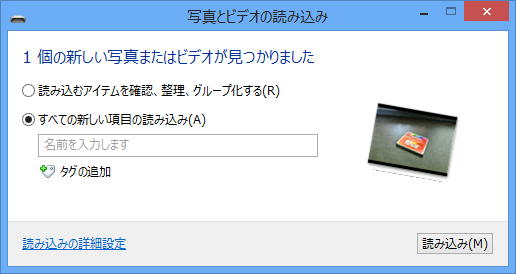 写真とビデオの読み込み
1 個の新しい写真またはビデオが見つかりました
読み込むアイテムを確認、整理、グループ化する(R)
すべての新しい項目の読み込み(A)
名前を入力します
タグの追加
読み込みの詳細設定
読み込み(M)